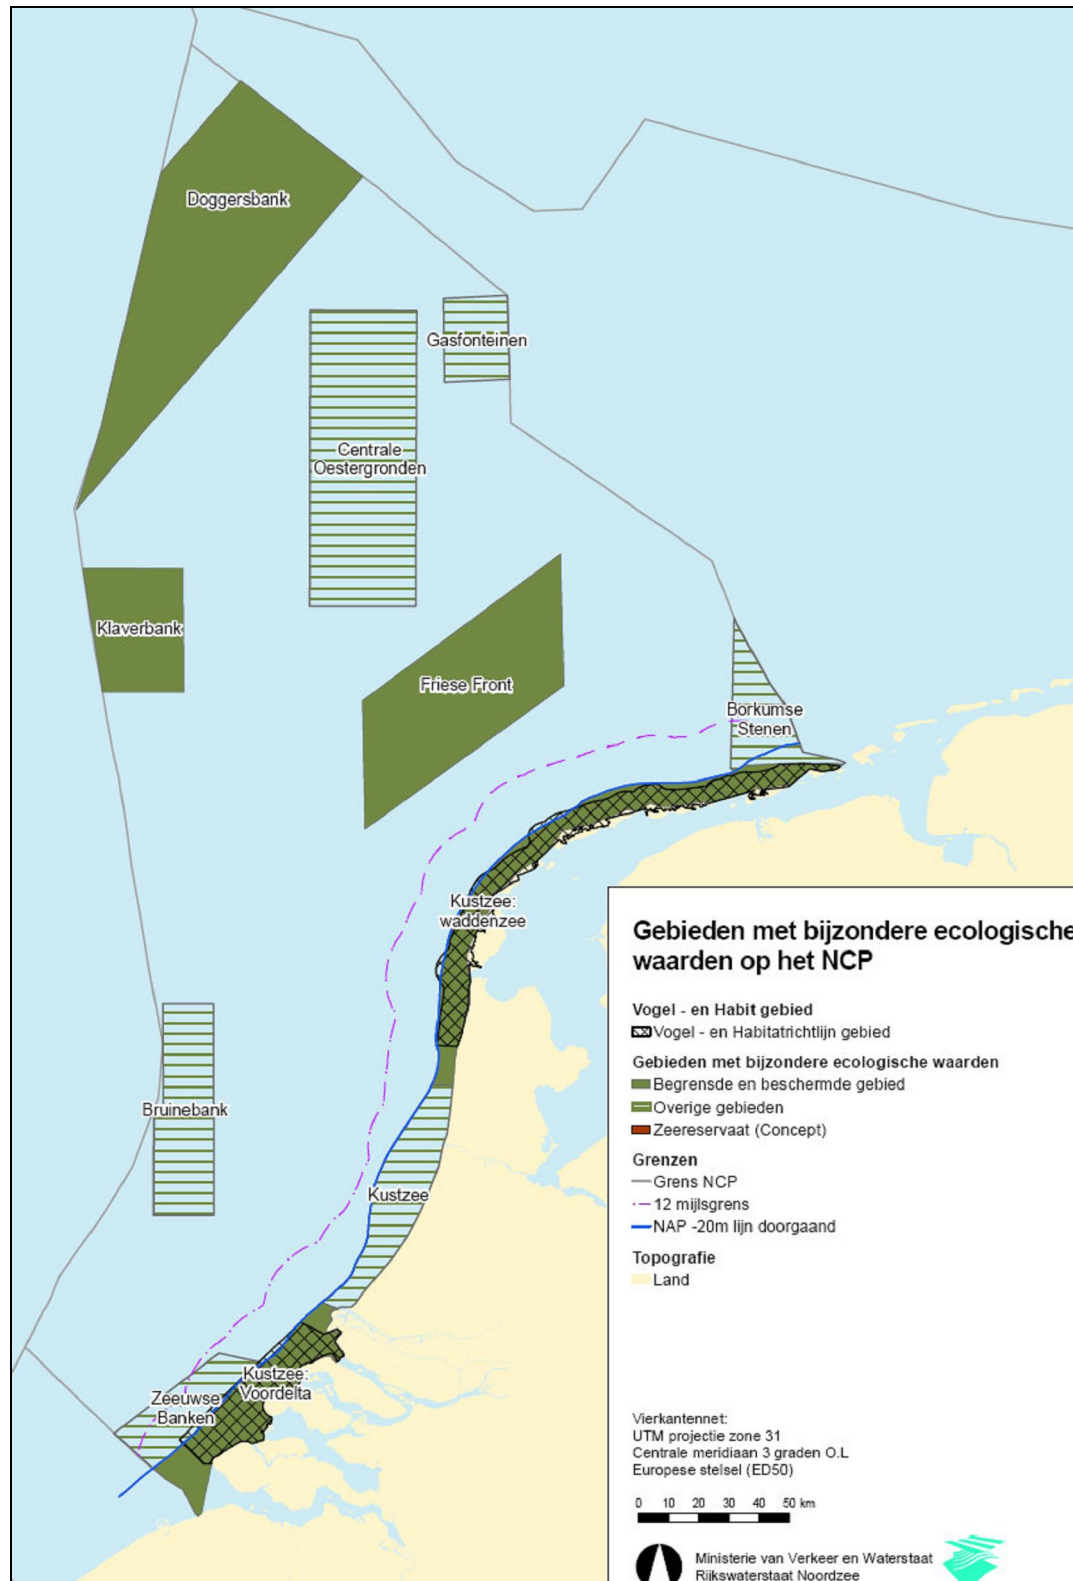 Doggersbank
Gasfonteinen
Centrale
Oestergronden
Klaverbank
Friese Front
Borkumse
Stenen
Kustzee:
waddenzee
Bruinebank
Kustzee
Kustzee:
Voordelta
Zeeuwse
Banken
Gebieden met bijzondere ecologische
waarden op het NCP
Vogel - en Habit gebied
Vogel - en Habitatrichtlijn gebied
Gebieden met bijzondere ecologische waarden
Begrensde en beschermde gebied
Overige gebieden
Zeereservaat (Concept)
Grenzen
Grens NCP
12 mijlsgrens
NAP -20m lijn doorgaand
Topografie
Land
Vierkantennet:
UTM projectie zone 31
Centrale meridiaan 3 graden O.L
Europese stelsel (ED50)
0 10 20 30 40 50 km
Ministerie van Verkeer en Waterstaat
Rijkswaterstaat Noordzee